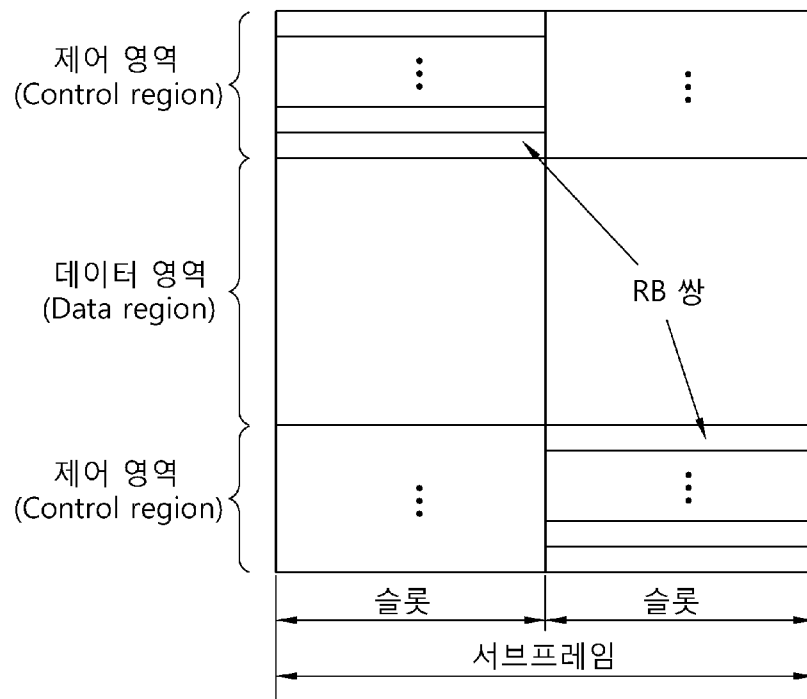 제어 영역
(Control region)
데이터 영역
(Data region)
RB 쌍
제어 영역
(Control region)
슬롯
슬롯
서브프레임